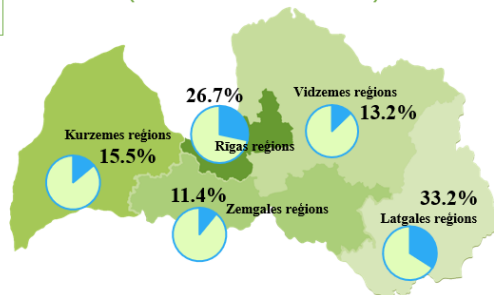 26.7%
Vidzemes reģions
13.2%
Kurzemes reģions
15.5%
Rīgas reģions
11.4%
Zemgales reģions
33.2%
Latgales reģions